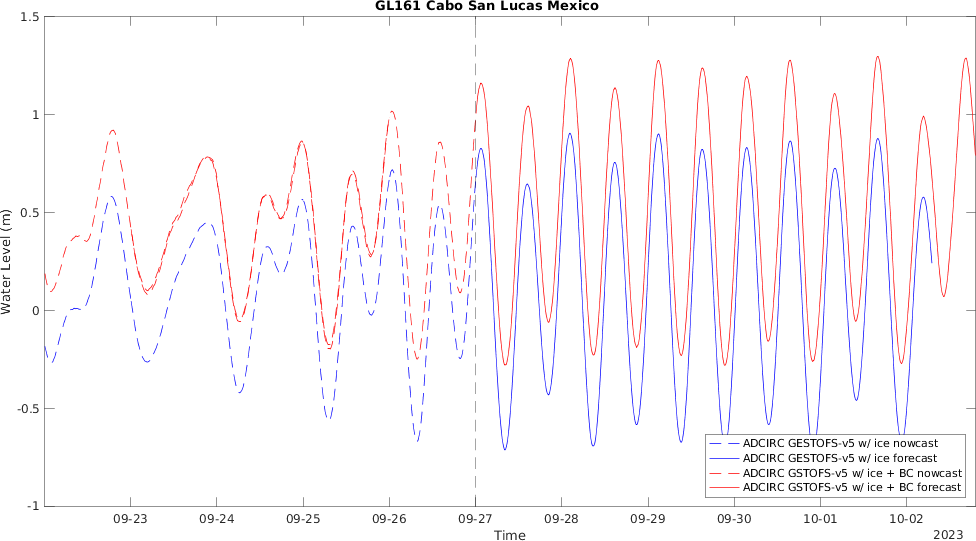 GL161 Cabo San Lucas Mexico
1.5
1
0.5
0
-0.5
-1
Water Level (m)
09-23
09-24
09-25
09-26
09-27
09-28
09-29
09-30
10-01
10-02
Time
2023
ADCIRC GESTOFS-v5 w/ ice nowcast
ADCIRC GESTOFS-v5 w/ ice forecast
ADCIRC GSTOFS-v5 w/ ice + BC nowcast
ADCIRC GSTOFS-v5 w/ ice + BC forecast